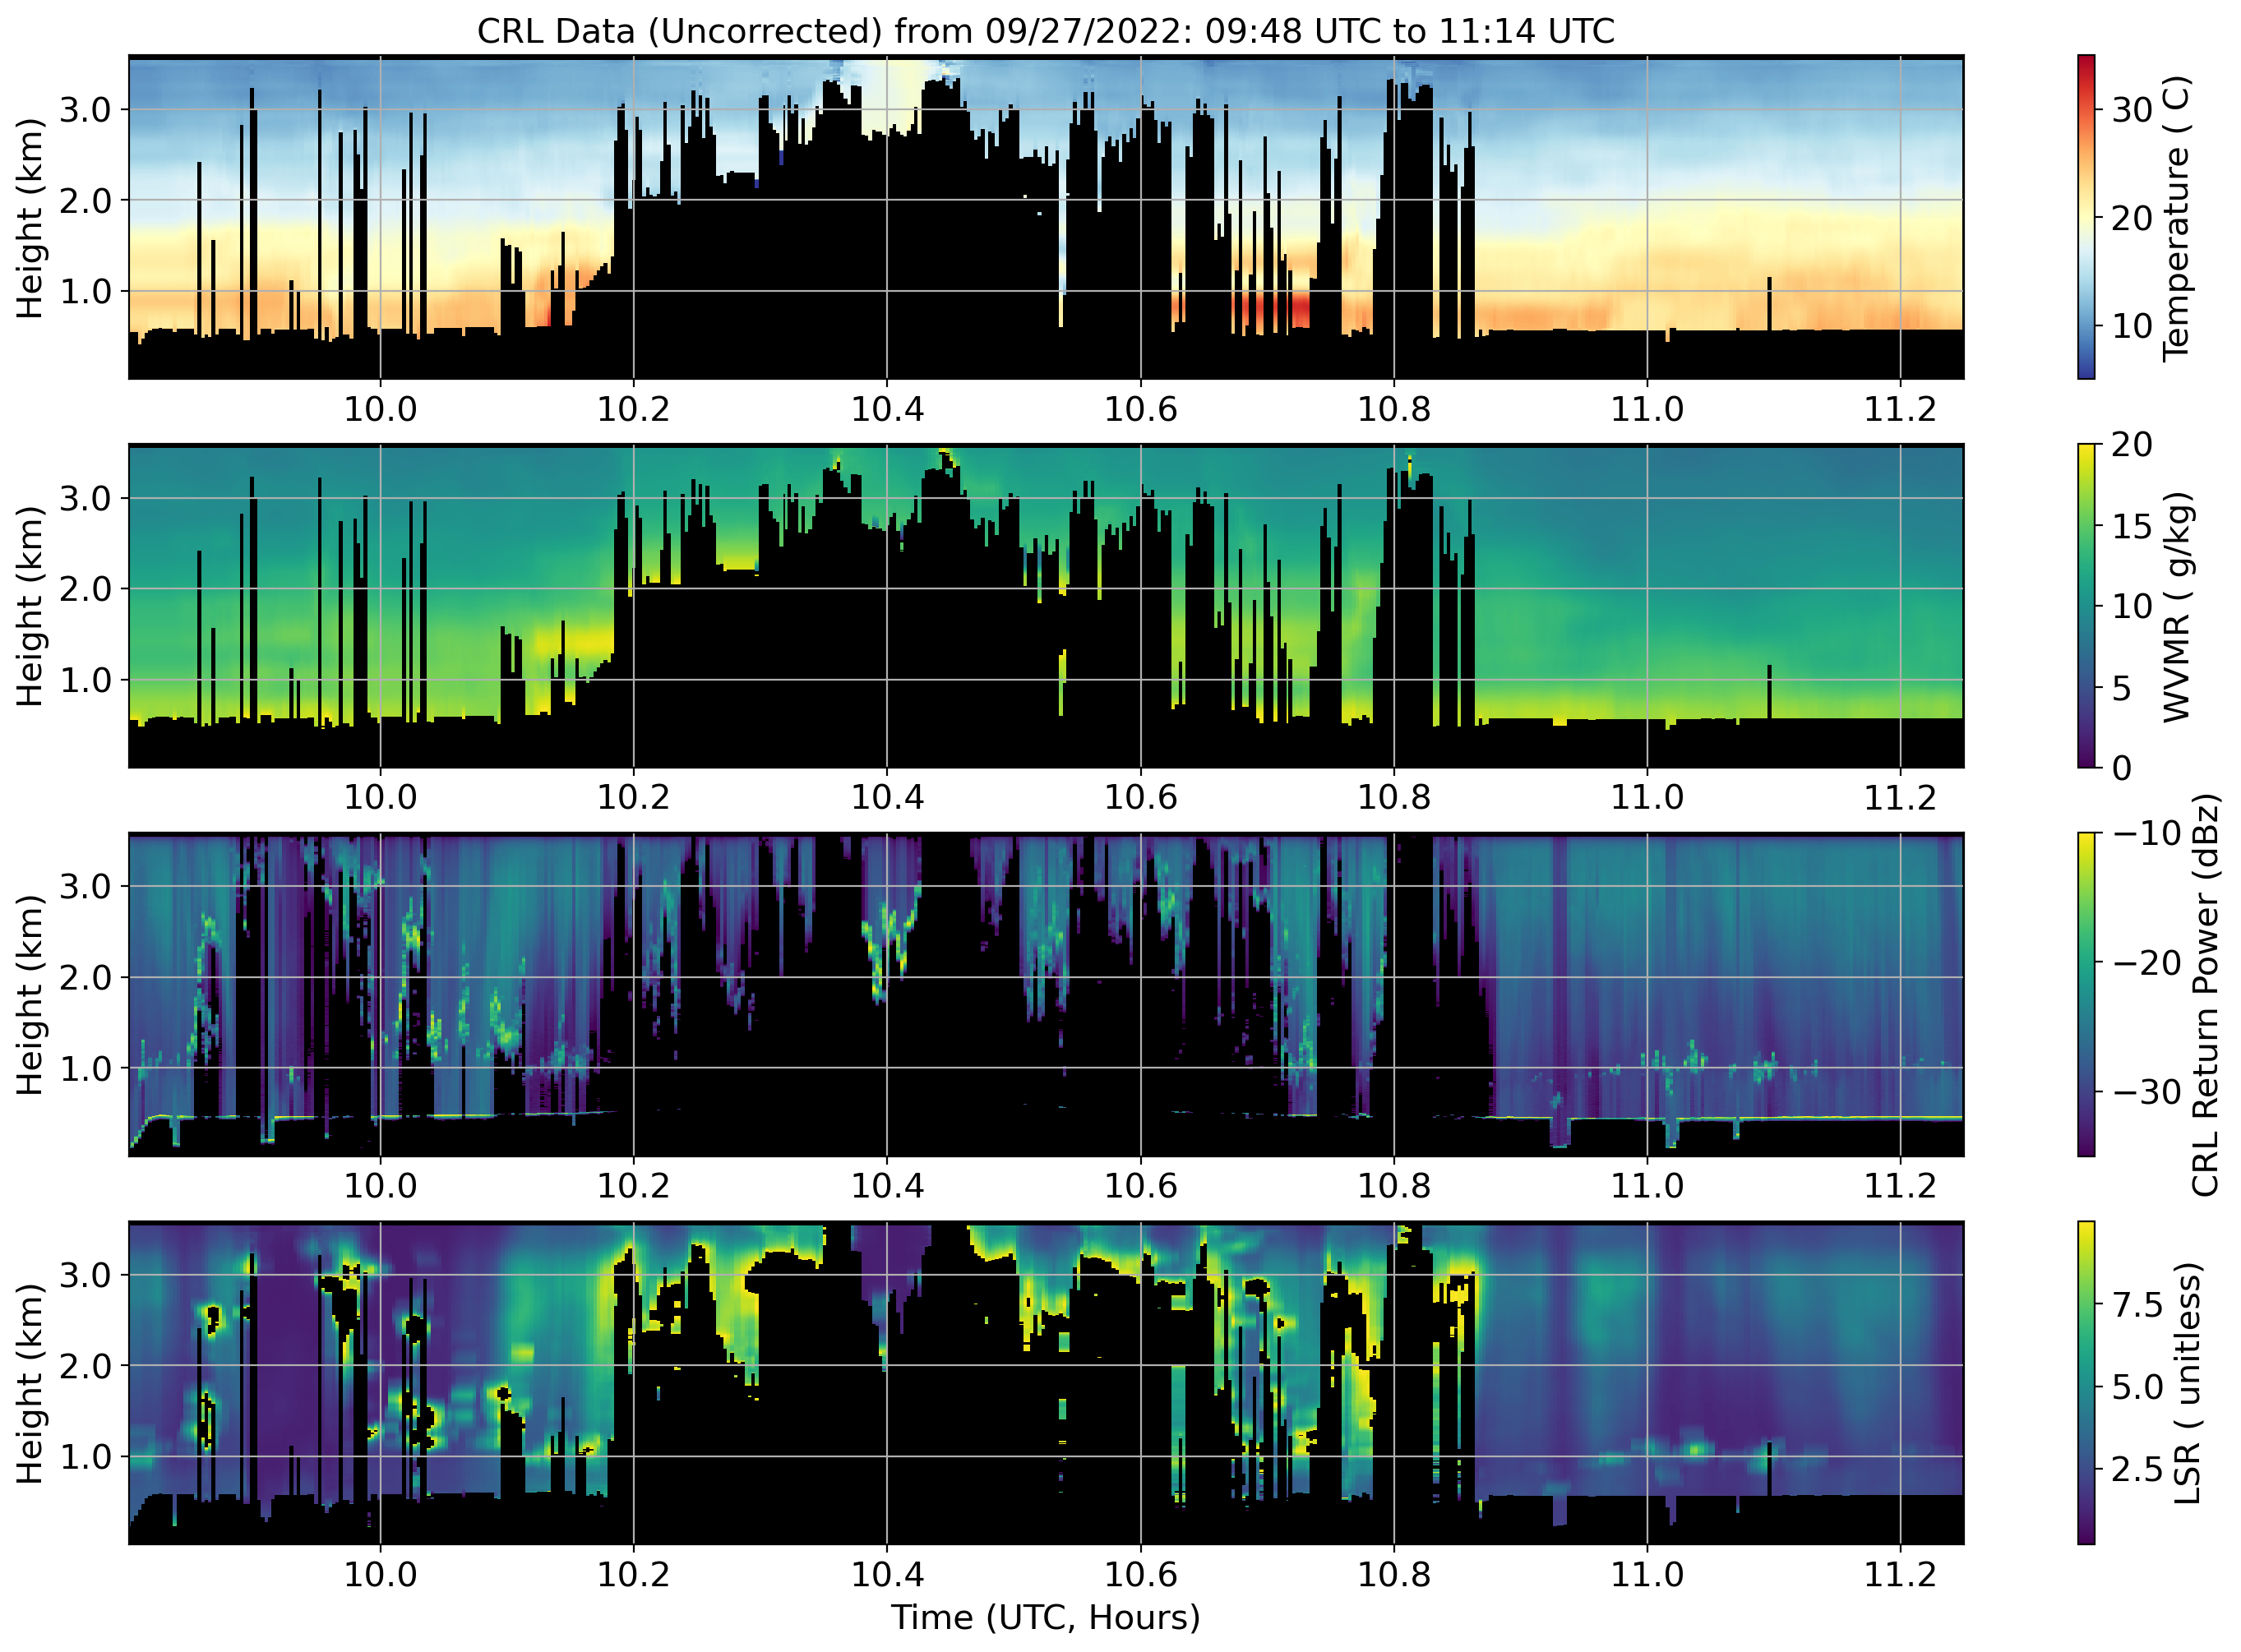 CRL Data (Uncorrected) from 09/27/2022: 09:48 UTC to 11:14 UTC
Height (km)
3.0
2.0
1.0
10.0 10.2 10.4 10.6 10.8 11.0 11.2
30
20
10
Temperature ( C)
Height (km)
3.0
2.0
1.0
10.0 10.2 10.4 10.6 10.8 11.0 11.2
20
15
10
5
0
WVMR ( g/kg)
Height (km)
3.0
2.0
1.0
10.0 10.2 10.4 10.6 10.8 11.0 11.2
−10
−20
−30
CRL Return Power (dBz)
Height (km)
3.0
2.0
1.0
10.0 10.2 10.4 10.6 10.8 11.0 11.2
7.5
5.0
2.5
LSR ( unitless)
Time (UTC, Hours)